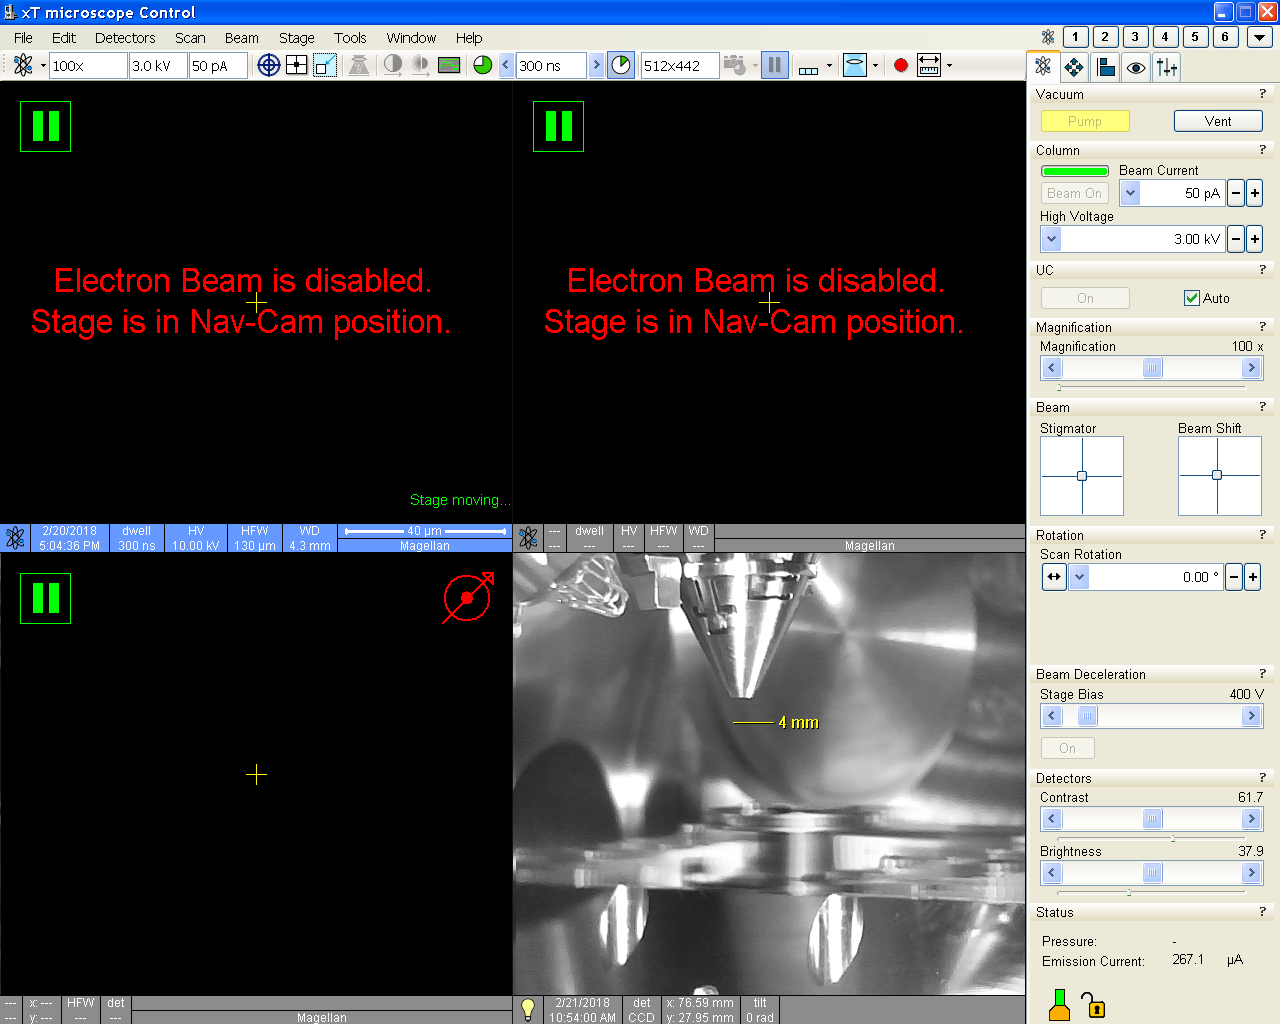 xT microscope Control
File Edit Detectors Scan Beam Stage Tools Window Help
1 2 3 4 5 6
100x 3.0 kV 50 pA 300 ns 512x442
Electron Beam is disabled.
Stage is in Nav-Cam position.
Stage moving...
2/20/2018 dwell HV HFW WD 40 µm
5:04:36 PM 300 ns 10.00 kV 130 µm 4.3 mm Magellan
Electron Beam is disabled.
Stage is in Nav-Cam position.
--- dwell HV HFW WD
--- --- --- --- --- Magellan
--- x: --- HFW det
--- y: --- --- --- Magellan
4 mm
2/21/2018 det x: 76.59 mm tilt
10:54:00 AM CCD y: 27.95 mm 0 rad
Vacuum ?
Pump Vent
Column ?
Beam Current
Beam On 50 pA - +
High Voltage
3.00 kV - +
UC ?
On Auto
Magnification ?
Magnification 100 x
Beam ?
Stigmator Beam Shift
Rotation ?
Scan Rotation
0.00 ° - +
Beam Deceleration ?
Stage Bias 400 V
On
Detectors ?
Contrast 61.7
Brightness 37.9
Status ?
Pressure: -
Emission Current: 267.1 µA